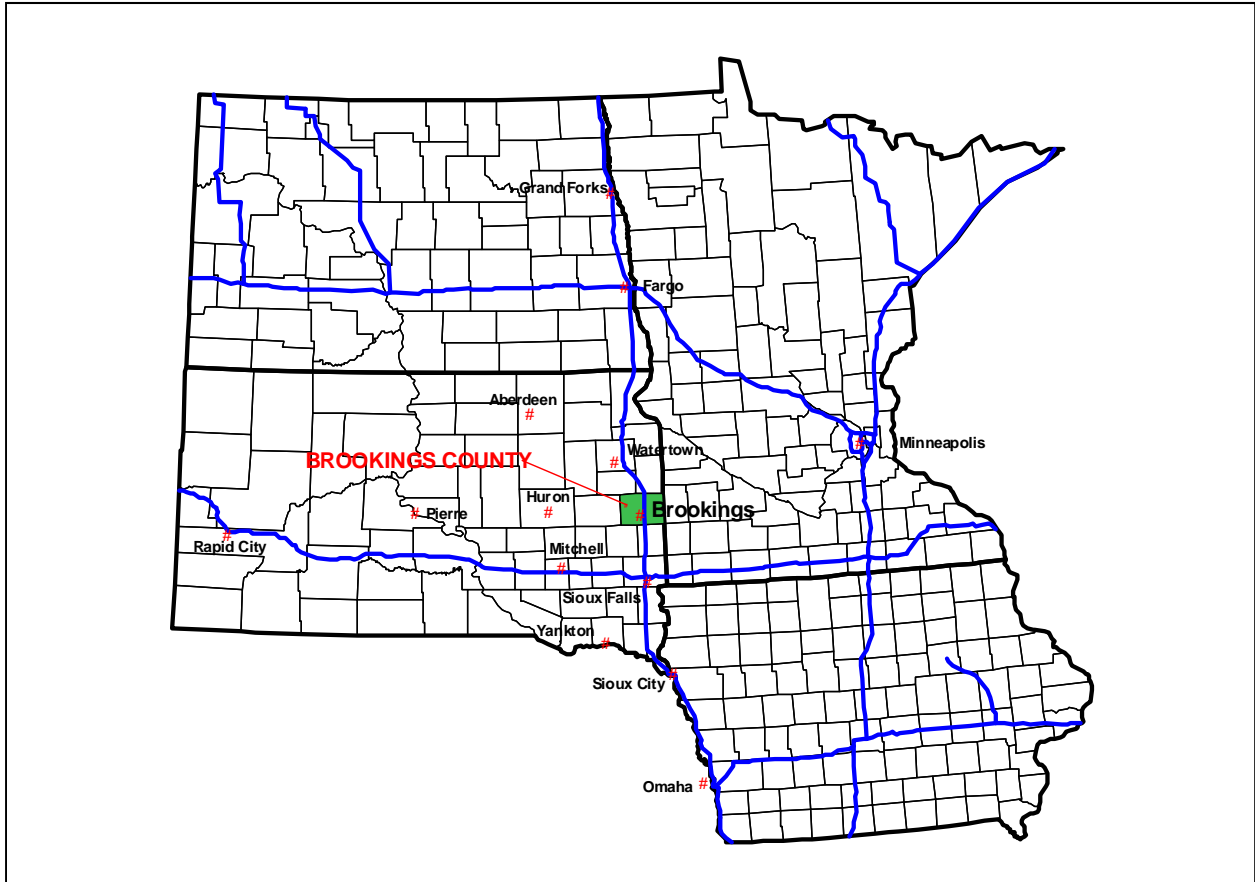 Grand Forks
Fargo
Aberdeen
Minneapolis
Watertown
BROOKINGS COUNTY
Huron
Brookings
Pierre
Rapid City
Mitchell
Sioux Falls
Yankton
Sioux City
Omaha